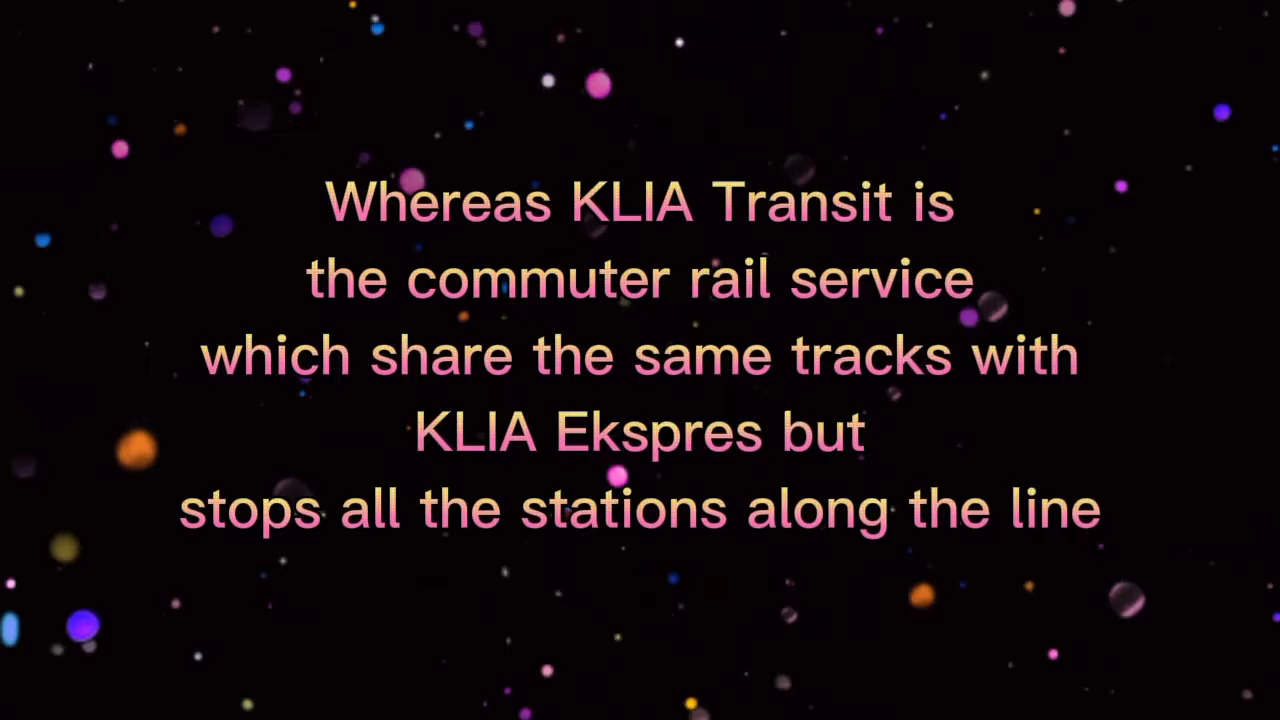 Whereas KLIA Transit is
the commuter rail service
which share the same tracks with
KLIA Ekspres but
stops all the stations along the line